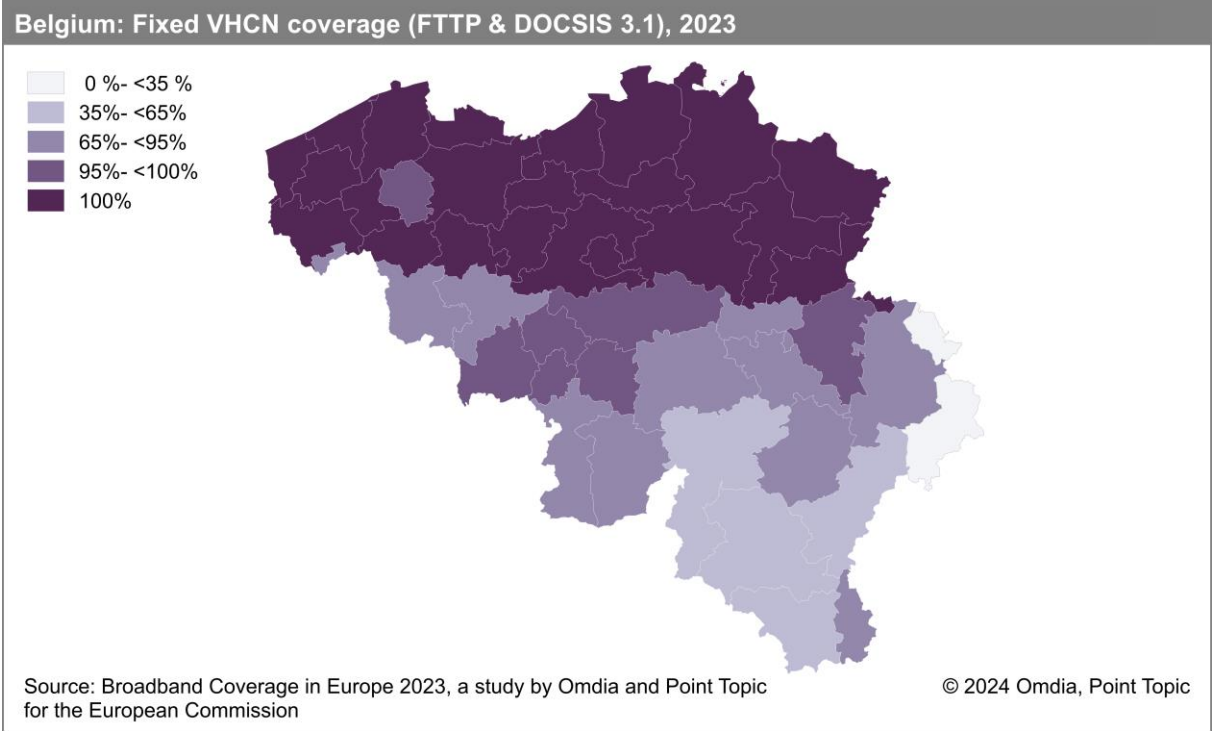 Belgium: Fixed VHCN coverage (FTTP & DOCSIS 3.1), 2023
0 %- <35 %
35%- <65%
65%- <95%
95%- <100%
100%
Source: Broadband Coverage in Europe 2023, a study by Omdia and Point Topic
for the European Commission
© 2024 Omdia, Point Topic